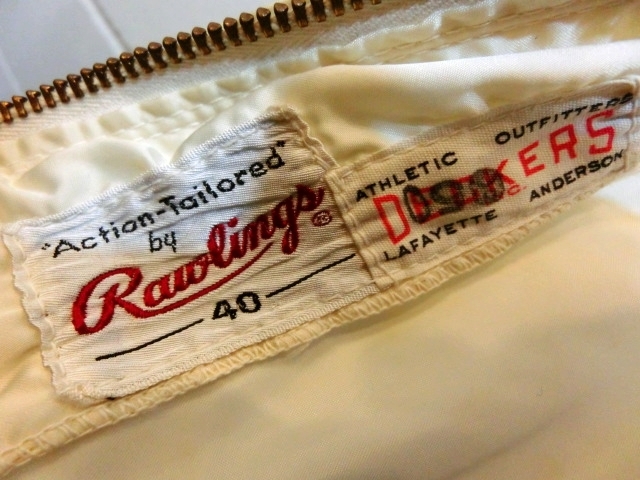 "Action-Tailored"
by
Rawlings®
40
ATHLETIC OUTFITTERS
LAFAYETTE ANDERSON